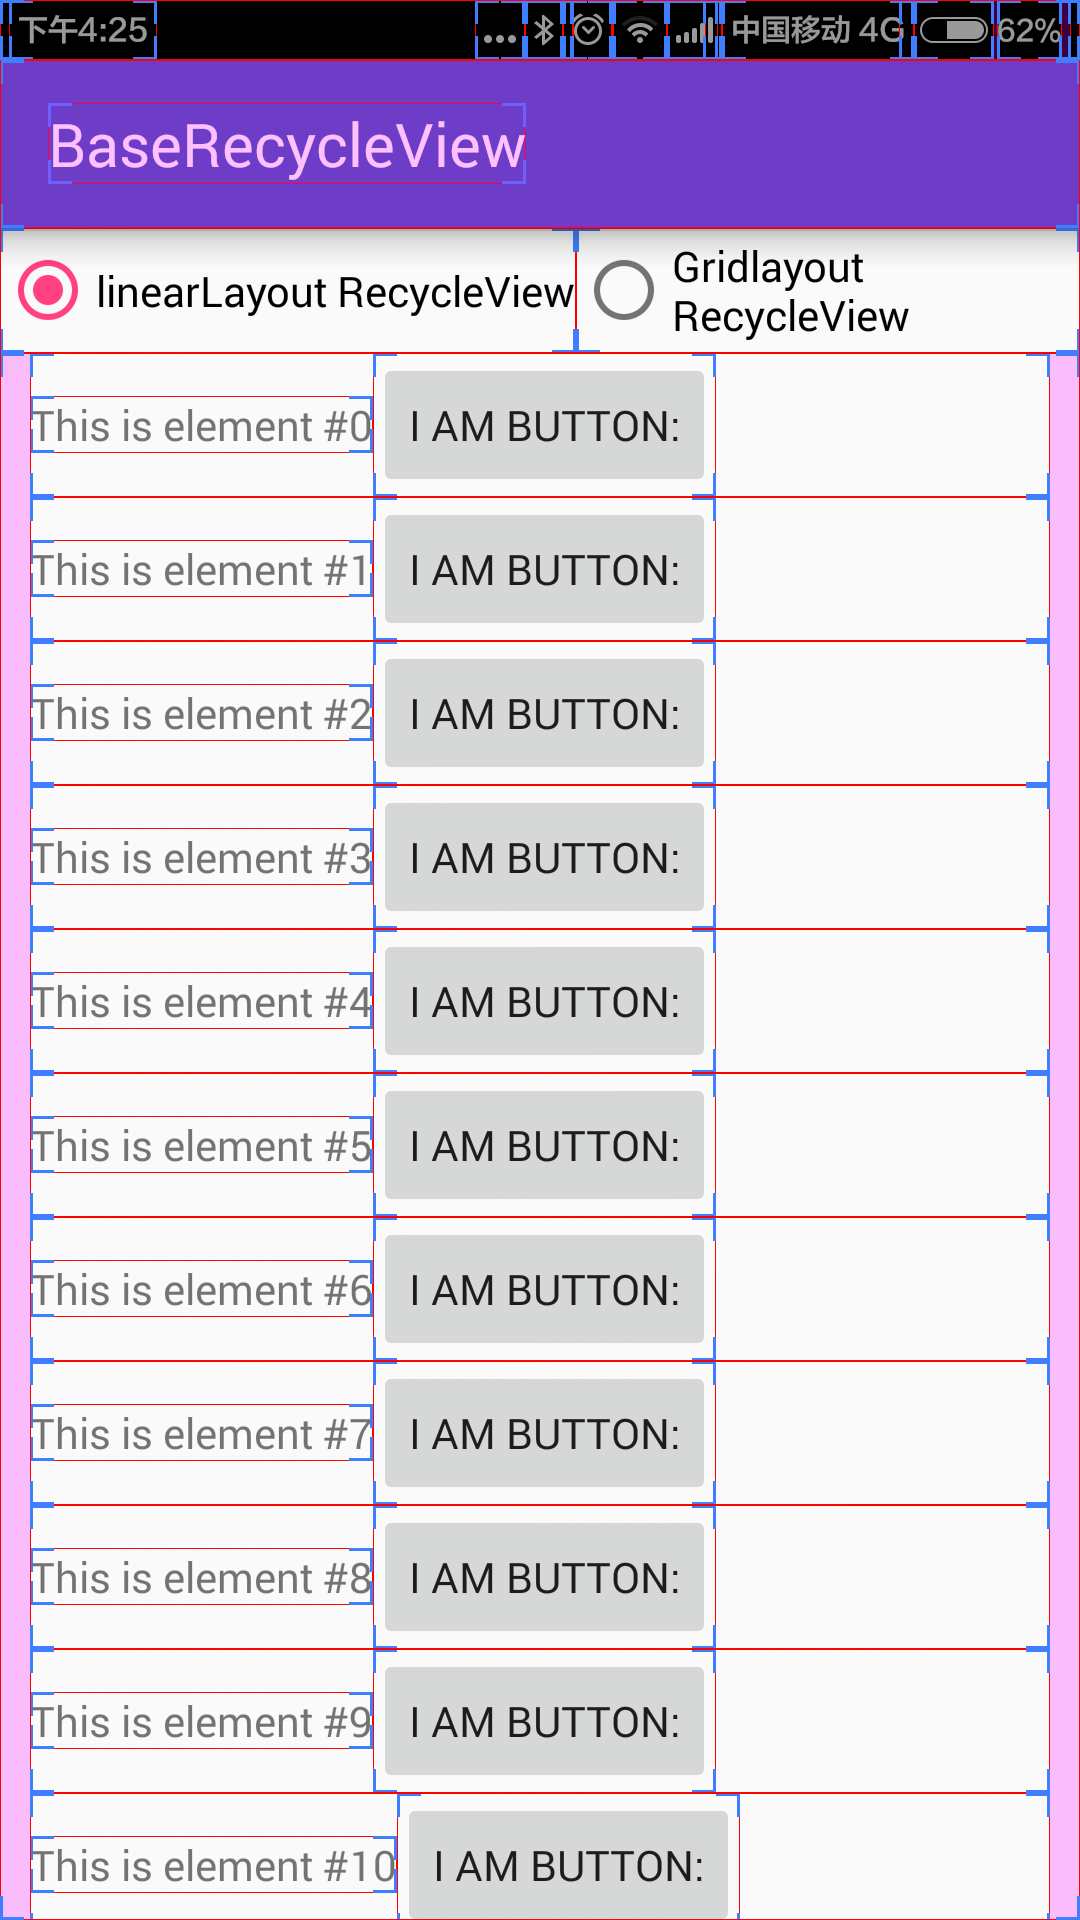 下午4:25 ... 中国移动 4G 62%
BaseRecycleView
linearLayout RecycleView
Gridlayout
RecycleView
This is element #0 I AM BUTTON:
This is element #1 I AM BUTTON:
This is element #2 I AM BUTTON:
This is element #3 I AM BUTTON:
This is element #4 I AM BUTTON:
This is element #5 I AM BUTTON:
This is element #6 I AM BUTTON:
This is element #7 I AM BUTTON:
This is element #8 I AM BUTTON:
This is element #9 I AM BUTTON:
This is element #10 I AM BUTTON: